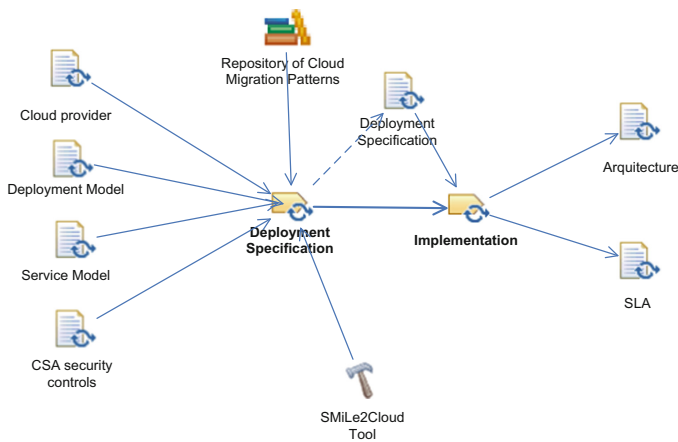 Repository of Cloud
Migration Patterns
Cloud provider
Deployment
Specification
Arquitecture
Deployment Model
Deployment
Specification
Implementation
Service Model
SLA
CSA security
controls
SMiLe2Cloud
Tool